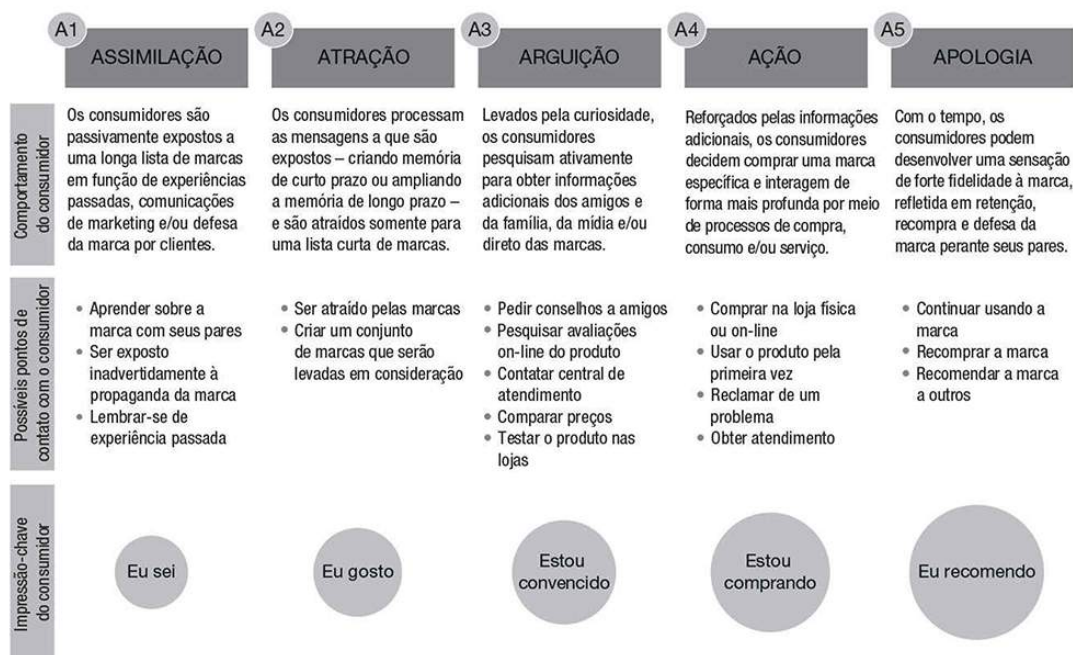 A1
ASSIMILAÇÃO
A2
ATRAÇÃO
A3
ARGUIÇÃO
A4
AÇÃO
A5
APOLOGIA
Comportamento
do consumidor
Os consumidores são
passivamente expostos a
uma longa lista de marcas
em função de experiências
passadas, comunicações
de marketing e/ou defesa
da marca por clientes.
Os consumidores processam
as mensagens a que são
expostos – criando memória
de curto prazo ou ampliando
a memória de longo prazo –
e são atraídos somente para
uma lista curta de marcas.
Levados pela curiosidade,
os consumidores
pesquisam ativamente
para obter informações
adicionais dos amigos e
da família, da mídia e/ou
direto das marcas.
Reforçados pelas informações
adicionais, os consumidores
decidem comprar uma marca
específica e interagem de
forma mais profunda por meio
de processos de compra,
consumo e/ou serviço.
Com o tempo, os
consumidores podem
desenvolver uma sensação
de forte fidelidade à marca,
refletida em retenção,
recompra e defesa da
marca perante seus pares.
Possíveis pontos de
contato com o consumidor
• Aprender sobre a
marca com seus pares
• Ser exposto
inadvertidamente à
propaganda da marca
• Lembrar-se de
experiência passada
• Ser atraído pelas marcas
• Criar um conjunto
de marcas que serão
levadas em consideração
• Pedir conselhos a amigos
• Pesquisar avaliações
on-line do produto
• Contatar central de
atendimento
• Comparar preços
• Testar o produto nas
lojas
• Comprar na loja física
ou on-line
• Usar o produto pela
primeira vez
• Reclamar de um
problema
• Obter atendimento
• Continuar usando a
marca
• Recomprar a marca
• Recomendar a marca
a outros
Impressão-chave
do consumidor
Eu sei
Eu gosto
Estou
convencido
Estou
comprando
Eu recomendo